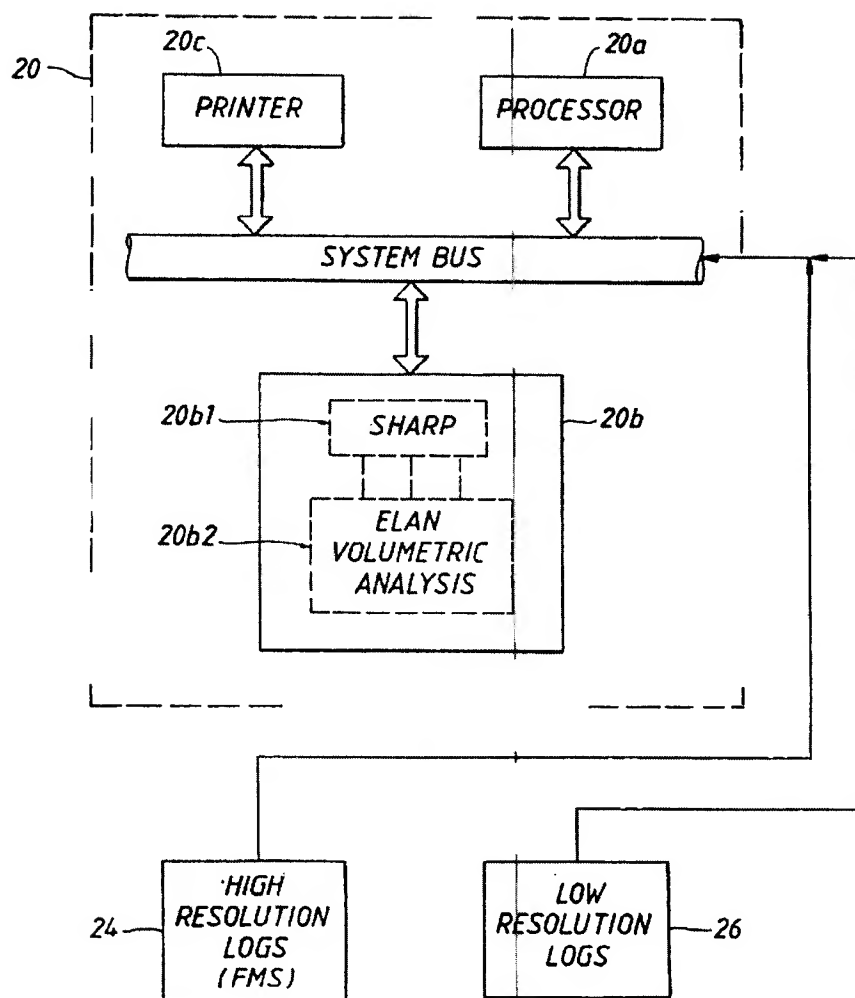 20c
20a
20
PRINTER
PROCESSOR
SYSTEM BUS
20b1
SHARP
20b
20b2
ELAN
VOLUMETRIC
ANALYSIS
24
HIGH
RESOLUTION
LOGS
(FMS)
LOW
RESOLUTION
LOGS
26